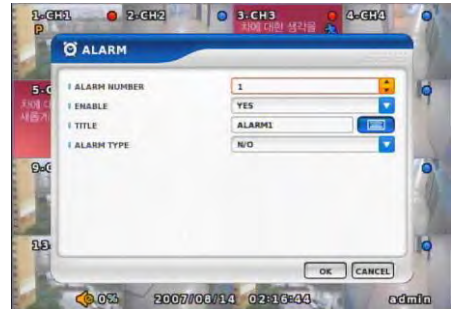 1-CH1 2-CH2 3-CH3 4-CH4
P
차에 대한 생각을
ALARM
5-C
ALARM NUMBER 1
ENABLE YES
TITLE ALARM1
ALARM TYPE N/O
9-C
13-
OK CANCEL
0% 2007/08/14 02:16:44 admin